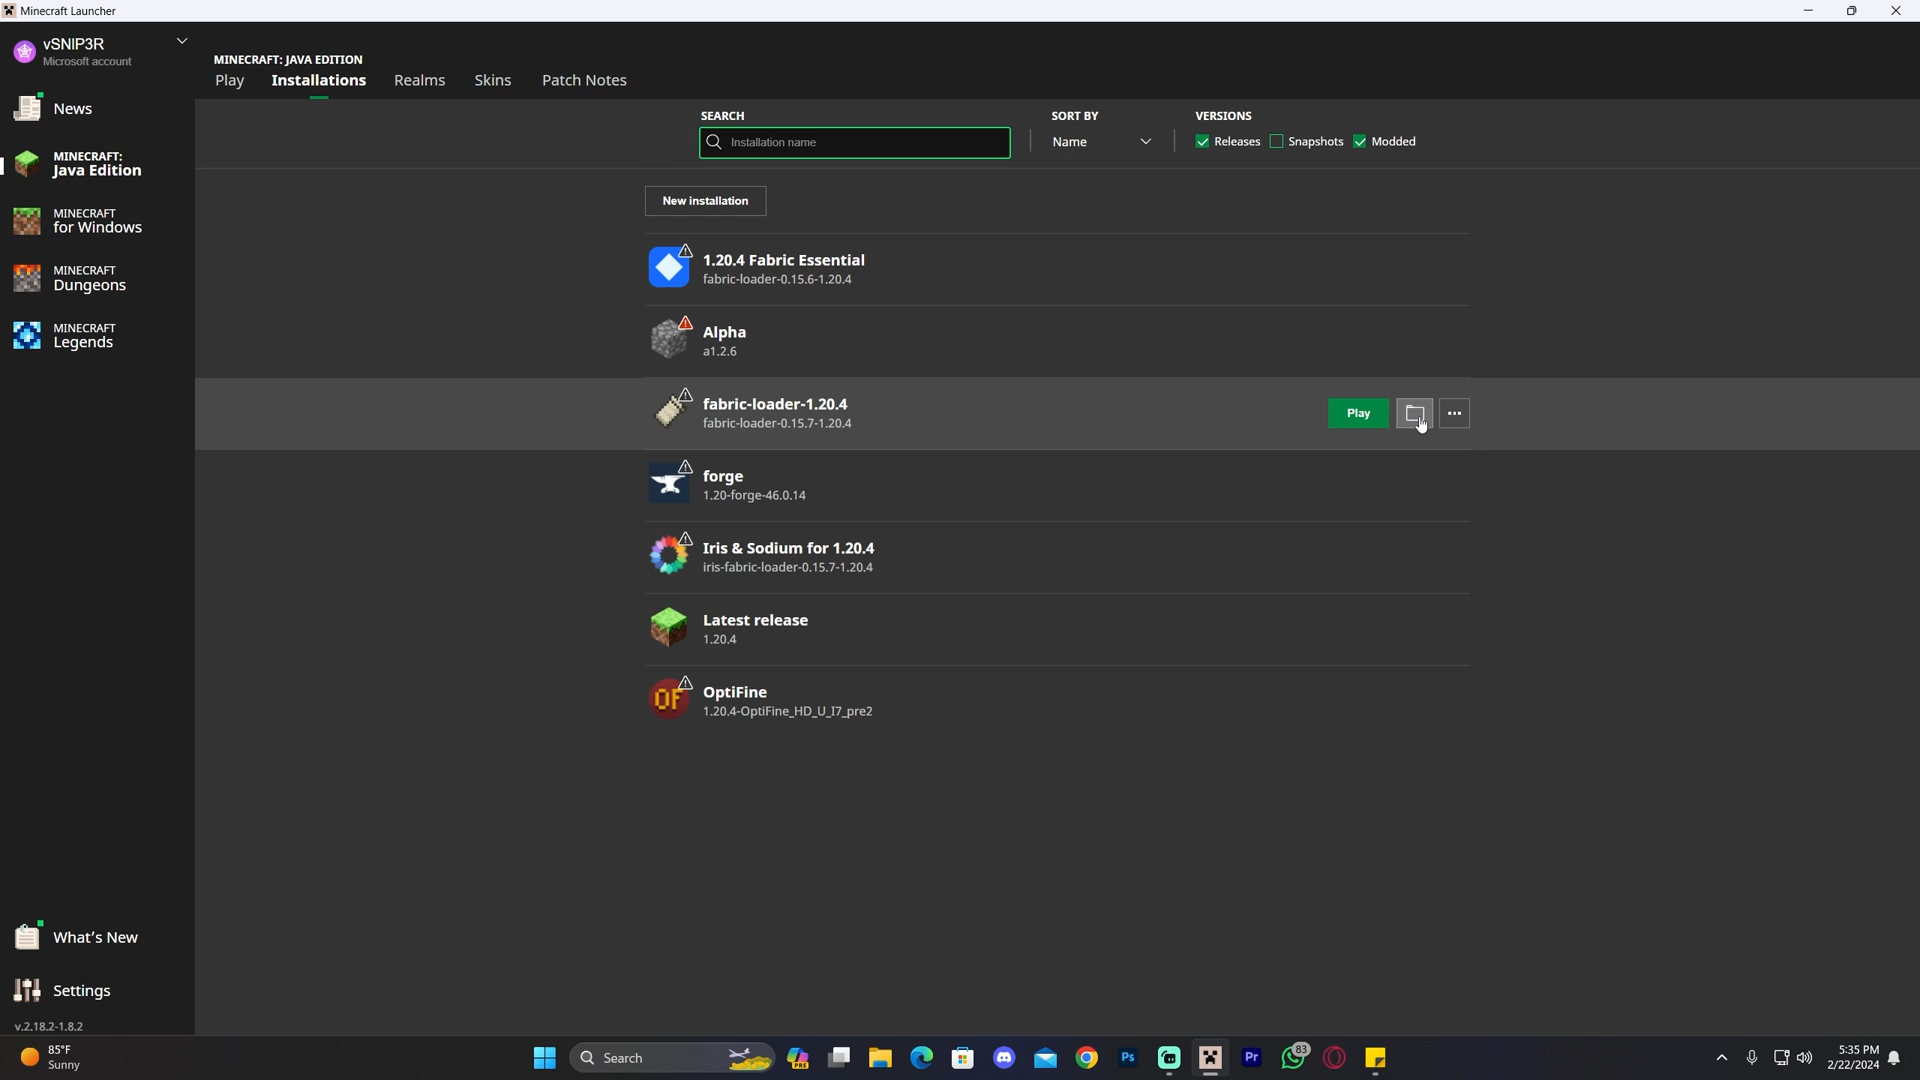 Minecraft Launcher
vSNIP3R
Microsoft account
News
MINECRAFT:
Java Edition
MINECRAFT
for Windows
MINECRAFT
Dungeons
MINECRAFT
Legends
What's New
Settings
v.2.18.2-1.8.2
MINECRAFT: JAVA EDITION
Play Installations Realms Skins Patch Notes
SEARCH SORT BY VERSIONS
Installation name Name Releases Snapshots Modded
New installation
1.20.4 Fabric Essential
fabric-loader-0.15.6-1.20.4
Alpha
a1.2.6
fabric-loader-1.20.4
fabric-loader-0.15.7-1.20.4
Play
forge
1.20-forge-46.0.14
Iris & Sodium for 1.20.4
iris-fabric-loader-0.15.7-1.20.4
Latest release
1.20.4
OF
OptiFine
1.20.4-OptiFine_HD_U_I7_pre2
85°F
Sunny
Search
PRE
Ps
Pr
83
5:35 PM
2/22/2024